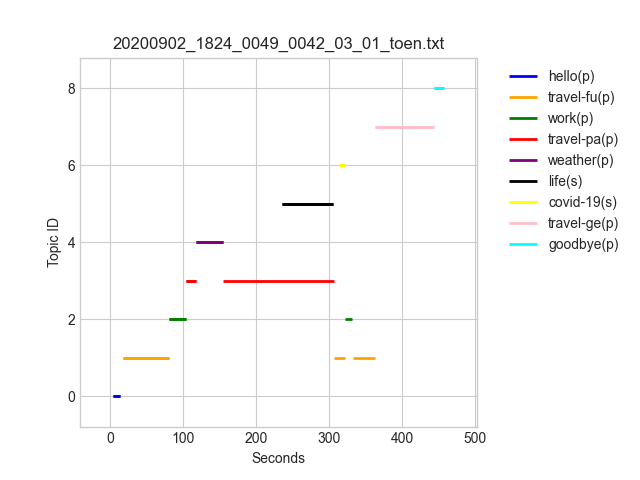 20200902_1824_0049_0042_03_01_toen.txt
8
6
4
2
0
Topic ID
0 100 200 300 400 500
Seconds
hello(p)
travel-fu(p)
work(p)
travel-pa(p)
weather(p)
life(s)
covid-19(s)
travel-ge(p)
goodbye(p)